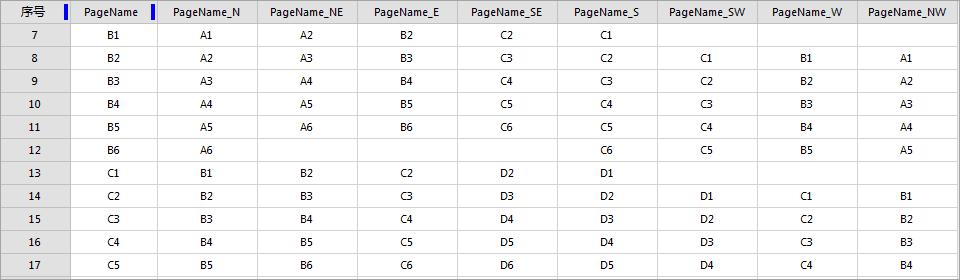 序号 PageName PageName_N PageName_NE PageName_E PageName_SE PageName_S PageName_SW PageName_W PageName_NW
7 B1 A1 A2 B2 C2 C1
8 B2 A2 A3 B3 C3 C2 C1 B1 A1
9 B3 A3 A4 B4 C4 C3 C2 B2 A2
10 B4 A4 A5 B5 C5 C4 C3 B3 A3
11 B5 A5 A6 B6 C6 C5 C4 B4 A4
12 B6 A6 C6 C5 B5 A5
13 C1 B1 B2 C2 D2 D1
14 C2 B2 B3 C3 D3 D2 D1 C1 B1
15 C3 B3 B4 C4 D4 D3 D2 C2 B2
16 C4 B4 B5 C5 D5 D4 D3 C3 B3
17 C5 B5 B6 C6 D6 D5 D4 C4 B4